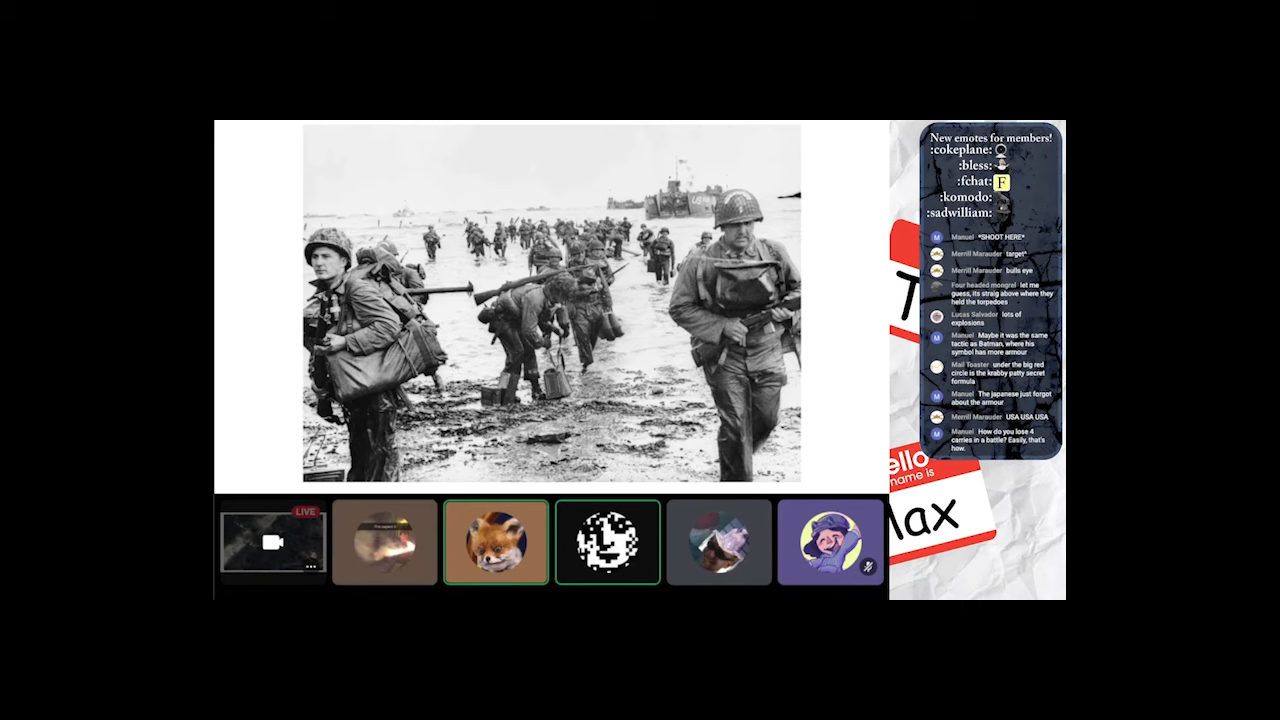 New emotes for members!
:cokeplane:
:bless:
:fchat: F
:komodo:
:sadwilliam:
M Manuel *SHOOT HERE*
Merrill Marauder target*
Merrill Marauder bulls eye
Four headed mongrel let me
guess, its straig above where they
held the torpedoes
Lucas Salvador lots of
explosions
M Manuel Maybe it was the same
tactic as Batman, where his
symbol has more armour
Mail Toaster under the big red
circle is the krabby patty secret
formula
M Manuel The japanese just forgot
about the armour
Merrill Marauder USA USA USA
M Manuel How do you lose 4
carries in a battle? Easily, that's
how.
T
ello
name is
Max
LIVE